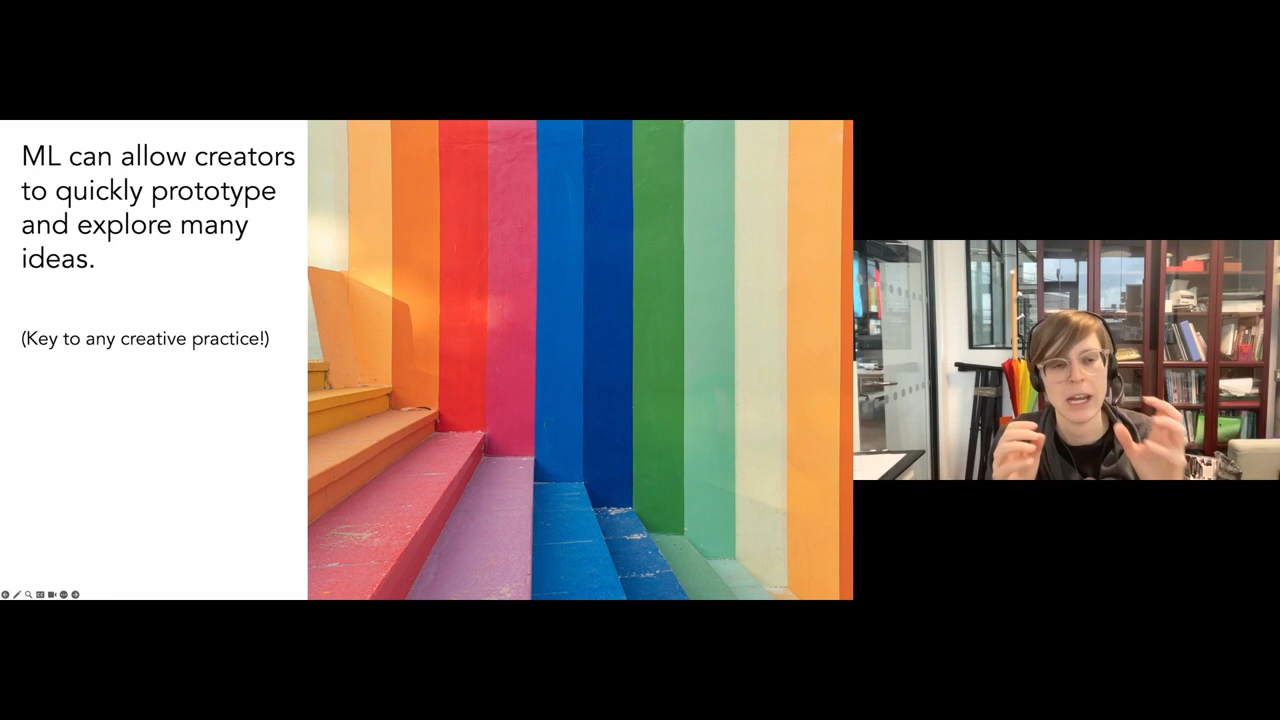 ML can allow creators
to quickly prototype
and explore many
ideas.
(Key to any creative practice!)